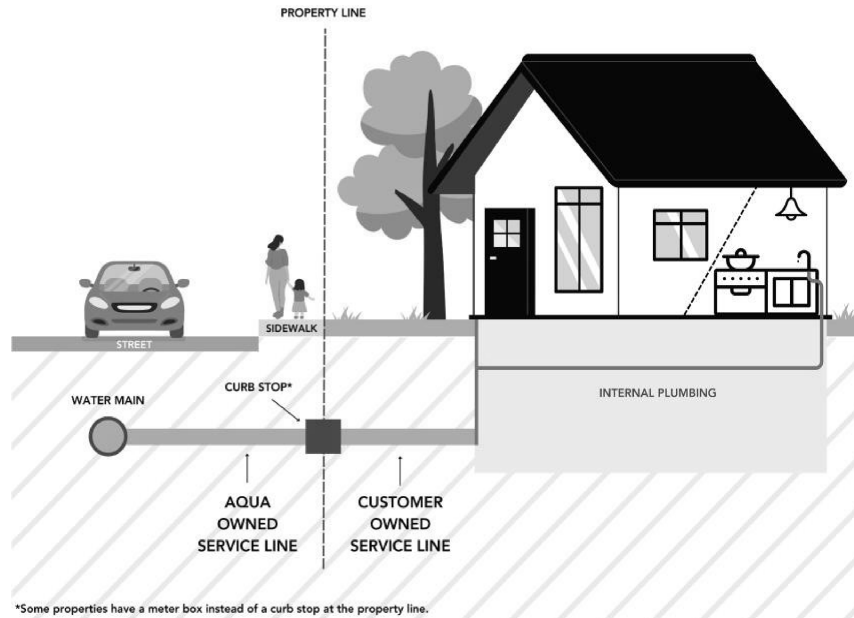 PROPERTY LINE
SIDEWALK
STREET
CURB STOP*
WATER MAIN
INTERNAL PLUMBING
AQUA
OWNED
SERVICE LINE
CUSTOMER
OWNED
SERVICE LINE
*Some properties have a meter box instead of a curb stop at the property line.